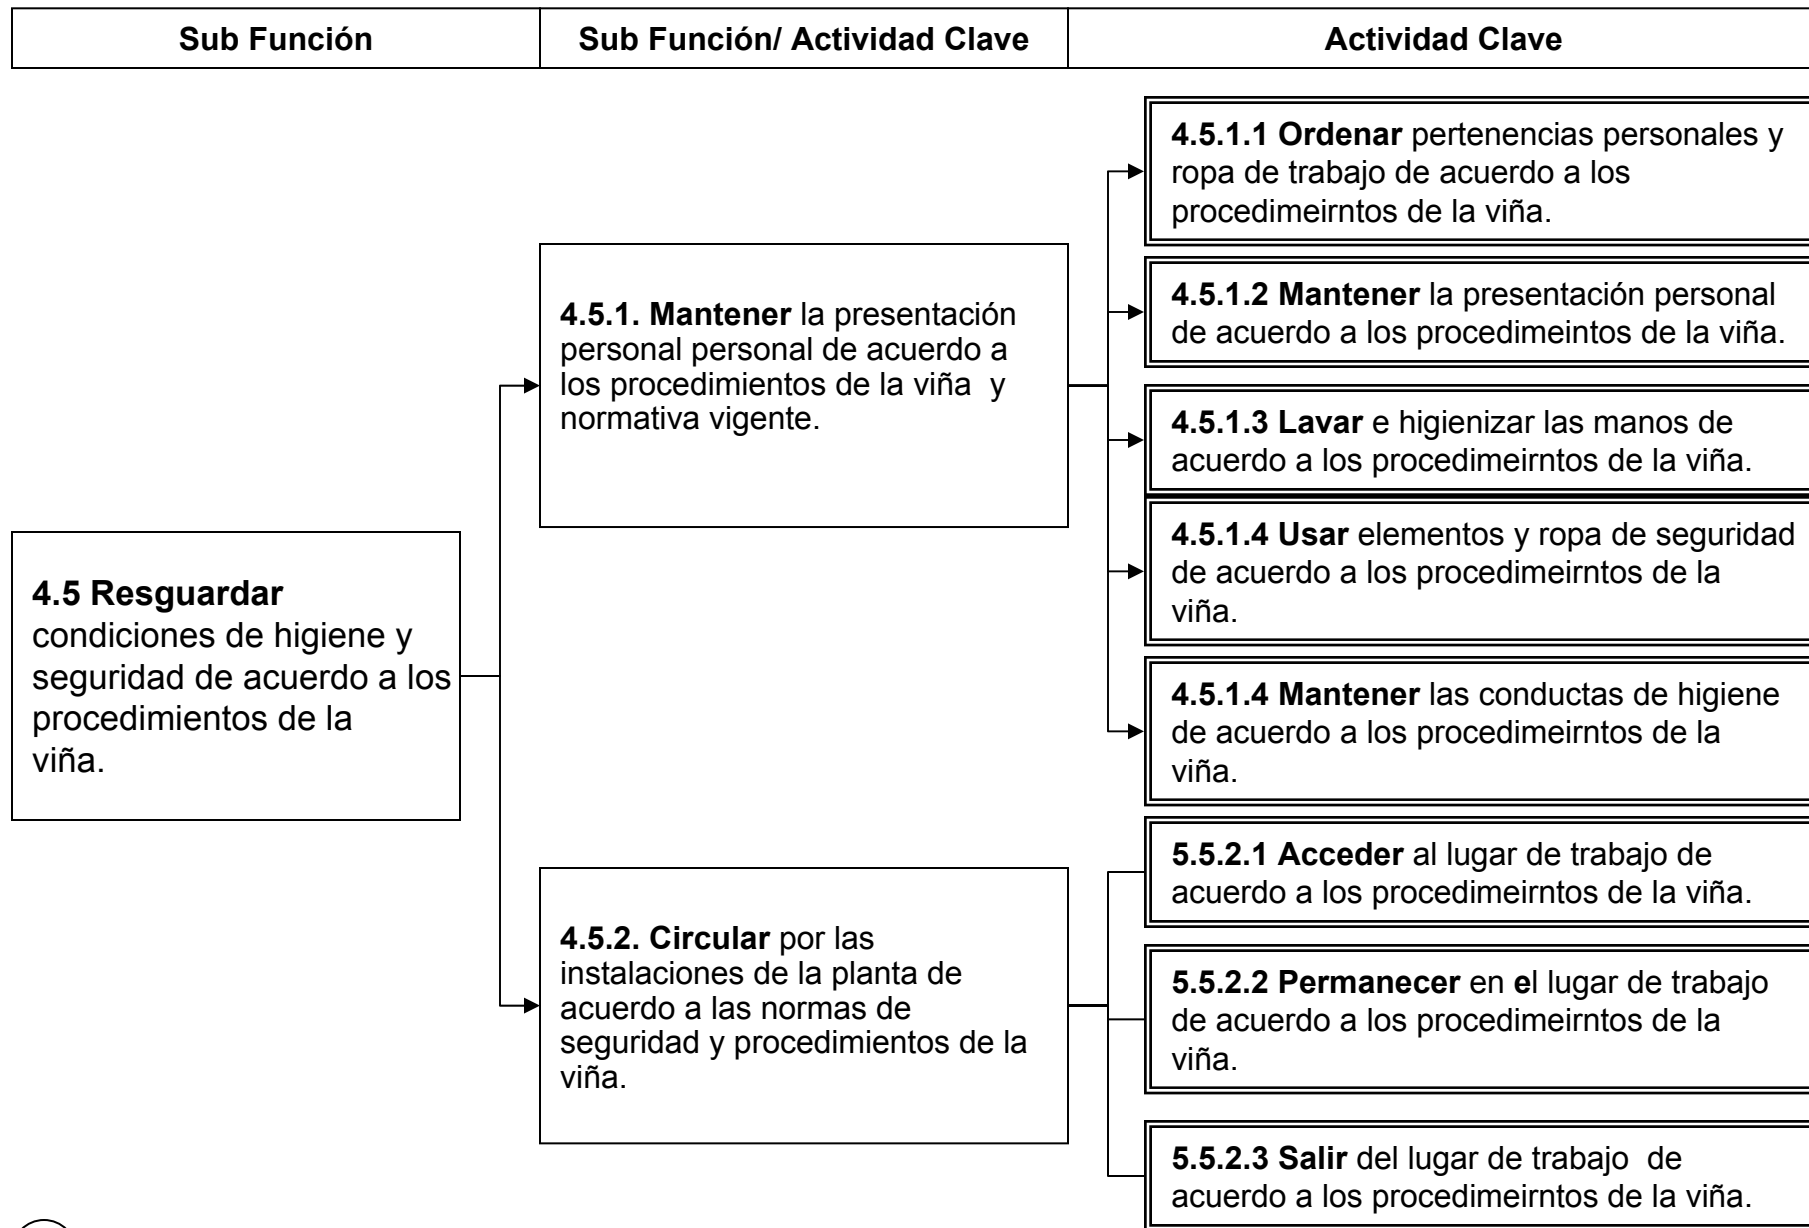 Sub Función
Sub Función/ Actividad Clave
Actividad Clave
4.5 Resguardar
condiciones de higiene y
seguridad de acuerdo a los
procedimientos de la
viña.
4.5.1. Mantener la presentación
personal personal de acuerdo a
los procedimientos de la viña y
normativa vigente.
4.5.1.1 Ordenar pertenencias personales y
ropa de trabajo de acuerdo a los
procedimeirntos de la viña.
4.5.1.2 Mantener la presentación personal
de acuerdo a los procedimeintos de la viña.
4.5.1.3 Lavar e higienizar las manos de
acuerdo a los procedimeirntos de la viña.
4.5.1.4 Usar elementos y ropa de seguridad
de acuerdo a los procedimeirntos de la
viña.
4.5.1.4 Mantener las conductas de higiene
de acuerdo a los procedimeirntos de la
viña.
4.5.2. Circular por las
instalaciones de la planta de
acuerdo a las normas de
seguridad y procedimientos de la
viña.
5.5.2.1 Acceder al lugar de trabajo de
acuerdo a los procedimeirntos de la viña.
5.5.2.2 Permanecer en el lugar de trabajo
de acuerdo a los procedimeirntos de la
viña.
5.5.2.3 Salir del lugar de trabajo de
acuerdo a los procedimeirntos de la viña.